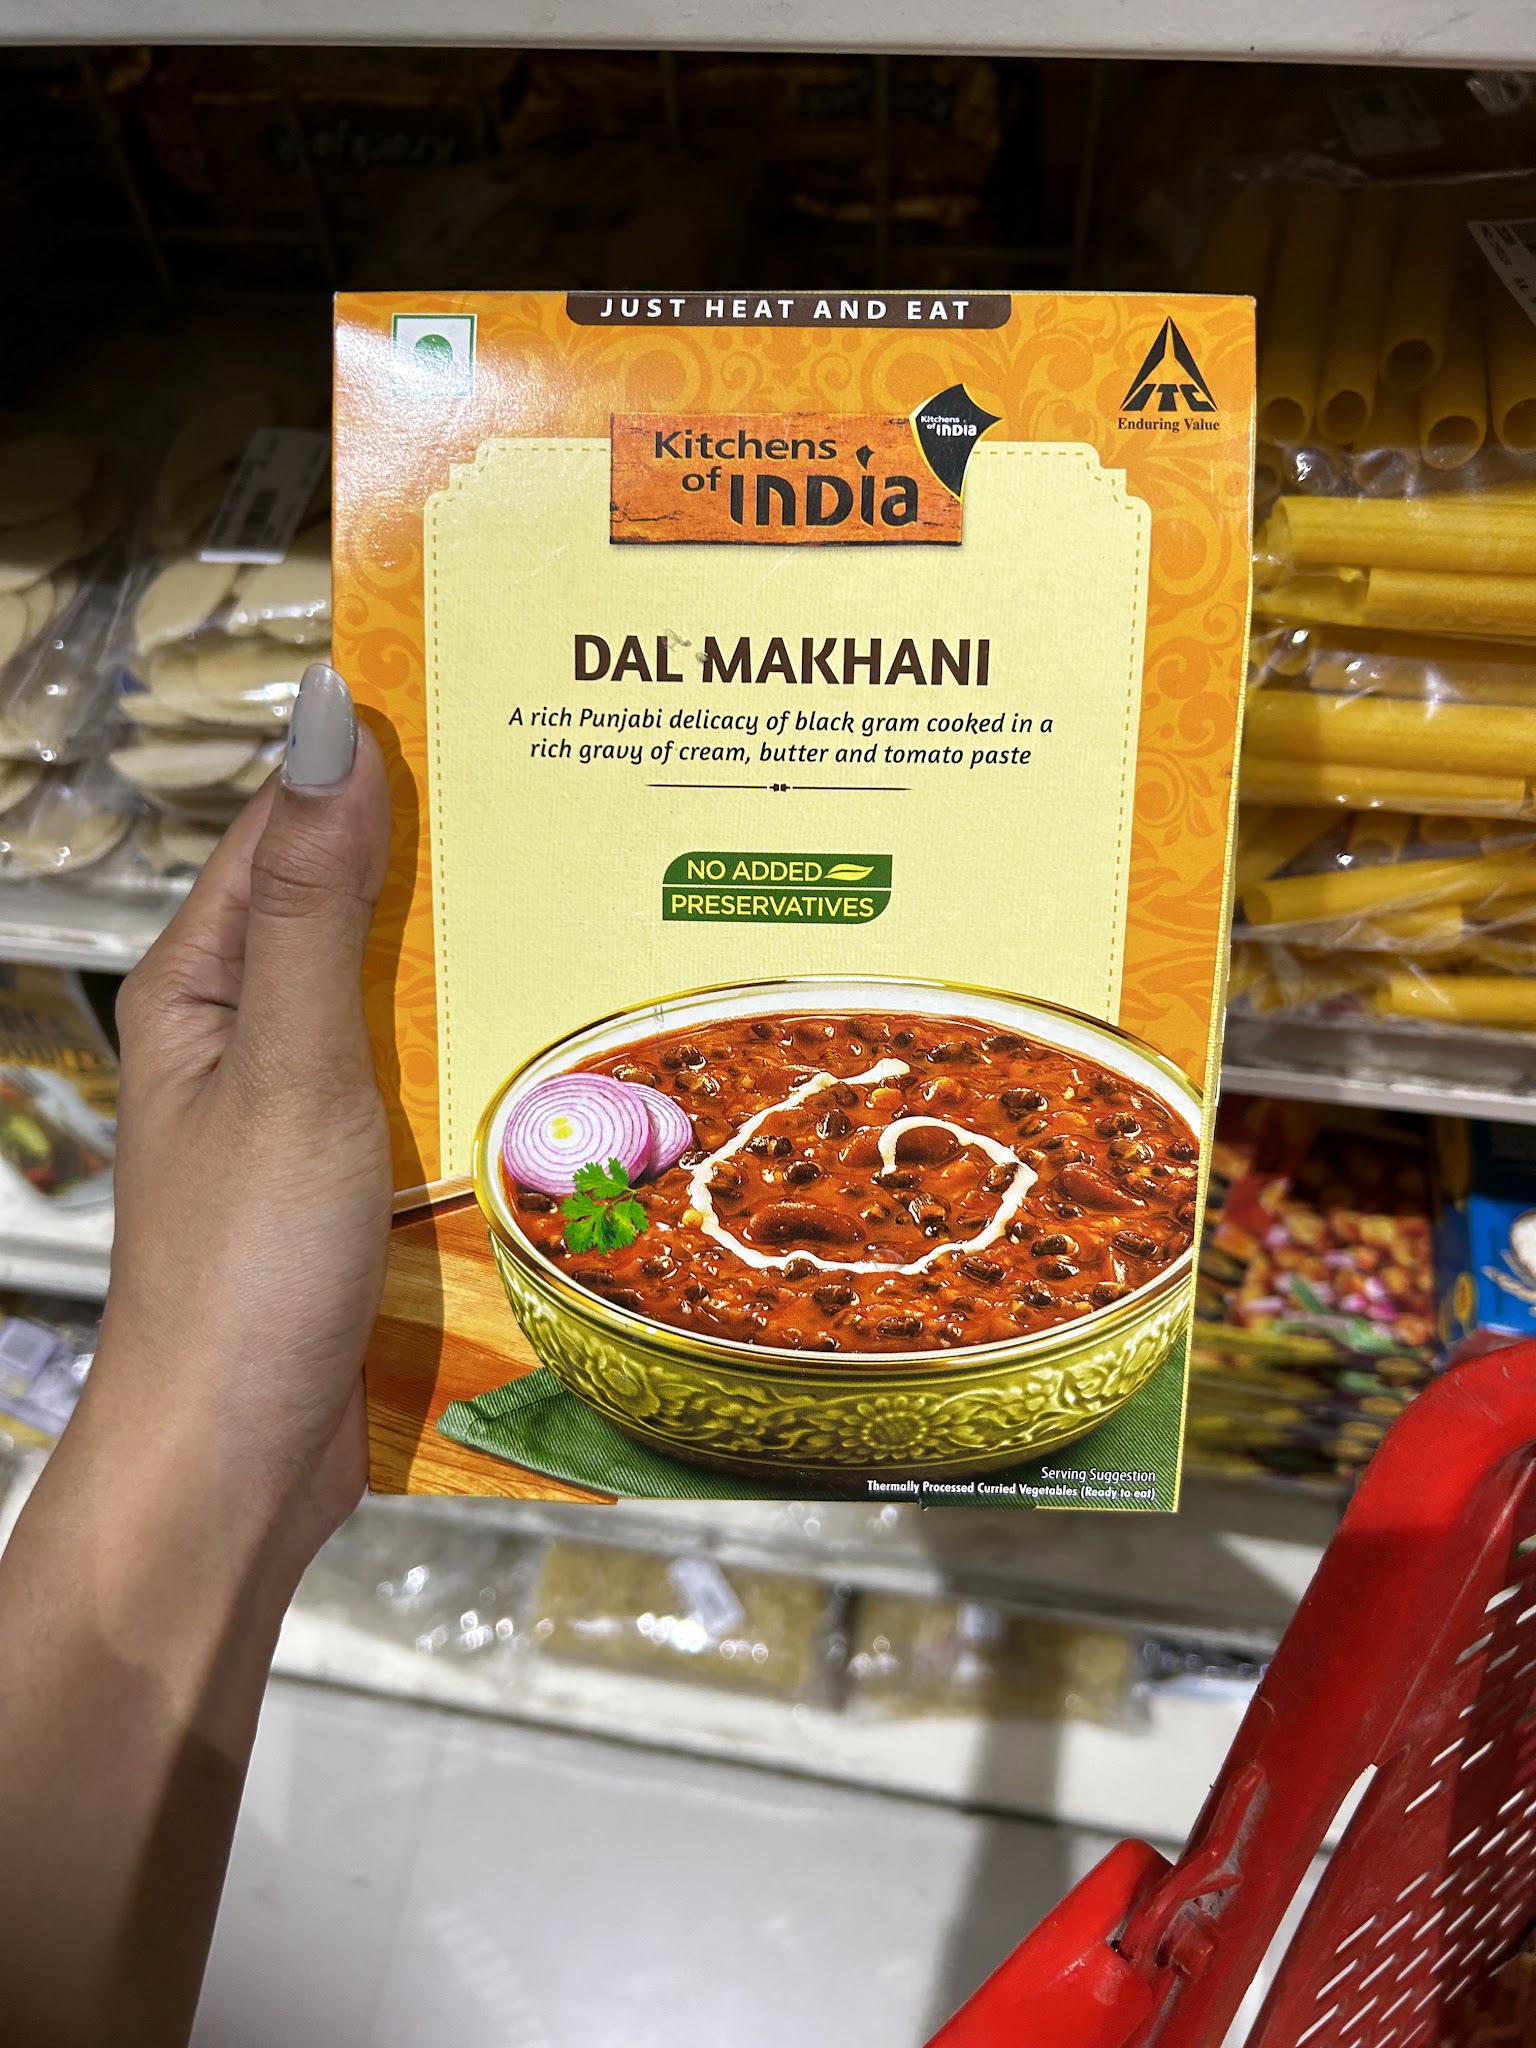 JUST HEAT AND EAT
ITC
Enduring Value
Kitchens
of INDIA
Kitchens
of INDIA
DAL MAKHANI
A rich Punjabi delicacy of black gram cooked in a
rich gravy of cream, butter and tomato paste
NO ADDED
PRESERVATIVES
Serving Suggestion
Thermally Processed Curried Vegetables (Ready to eat)